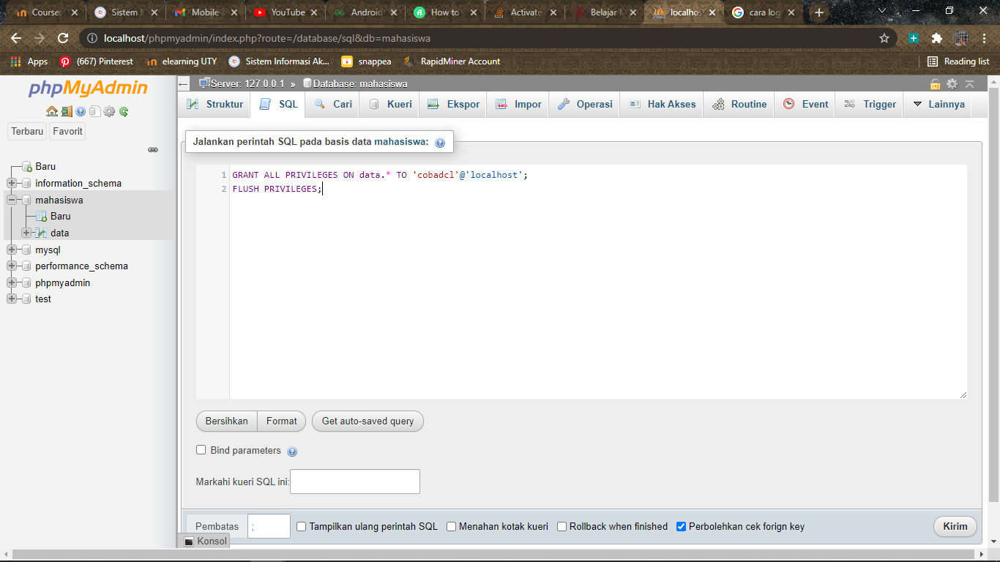 Course: Sistem I Mobile & YouTube Android How to Activate Belajar M localhos cara log
localhost/phpmyadmin/index.php?route=/database/sql&db=mahasiswa
Apps (667) Pinterest elearning UTY Sistem Informasi Ak... snappea RapidMiner Account Reading list
phpMyAdmin
Terbaru Favorit
Baru
information_schema
mahasiswa
Baru
data
mysql
performance_schema
phpmyadmin
test
Server: 127.0.0.1 » Database: mahasiswa
Struktur SQL Cari Kueri Ekspor Impor Operasi Hak Akses Routine Event Trigger Lainnya
Jalankan perintah SQL pada basis data mahasiswa:
1 GRANT ALL PRIVILEGES ON data.* TO 'cobadcl'@'localhost';
2 FLUSH PRIVILEGES;
Bersihkan Format Get auto-saved query
Bind parameters
Markahi kueri SQL ini:
Pembatas ; Tampilkan ulang perintah SQL Menahan kotak kueri Rollback when finished Perbolehkan cek forign key Kirim
Konsol